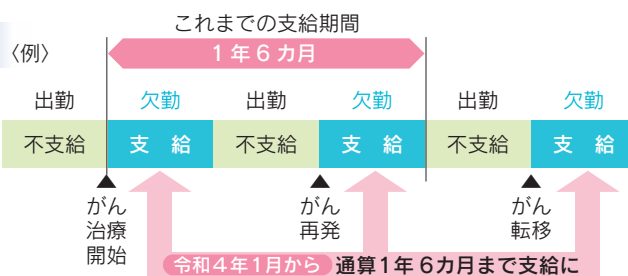 これまでの支給期間
〈例〉
1年6カ月
出勤 欠勤 出勤 欠勤 出勤 欠勤
不支給 支 給 不支給 支 給 不支給 支 給
▲ ▲ ▲
がん
治療
開始
がん
再発
がん
転移
令和4年1月から 通算1年6カ月まで支給に